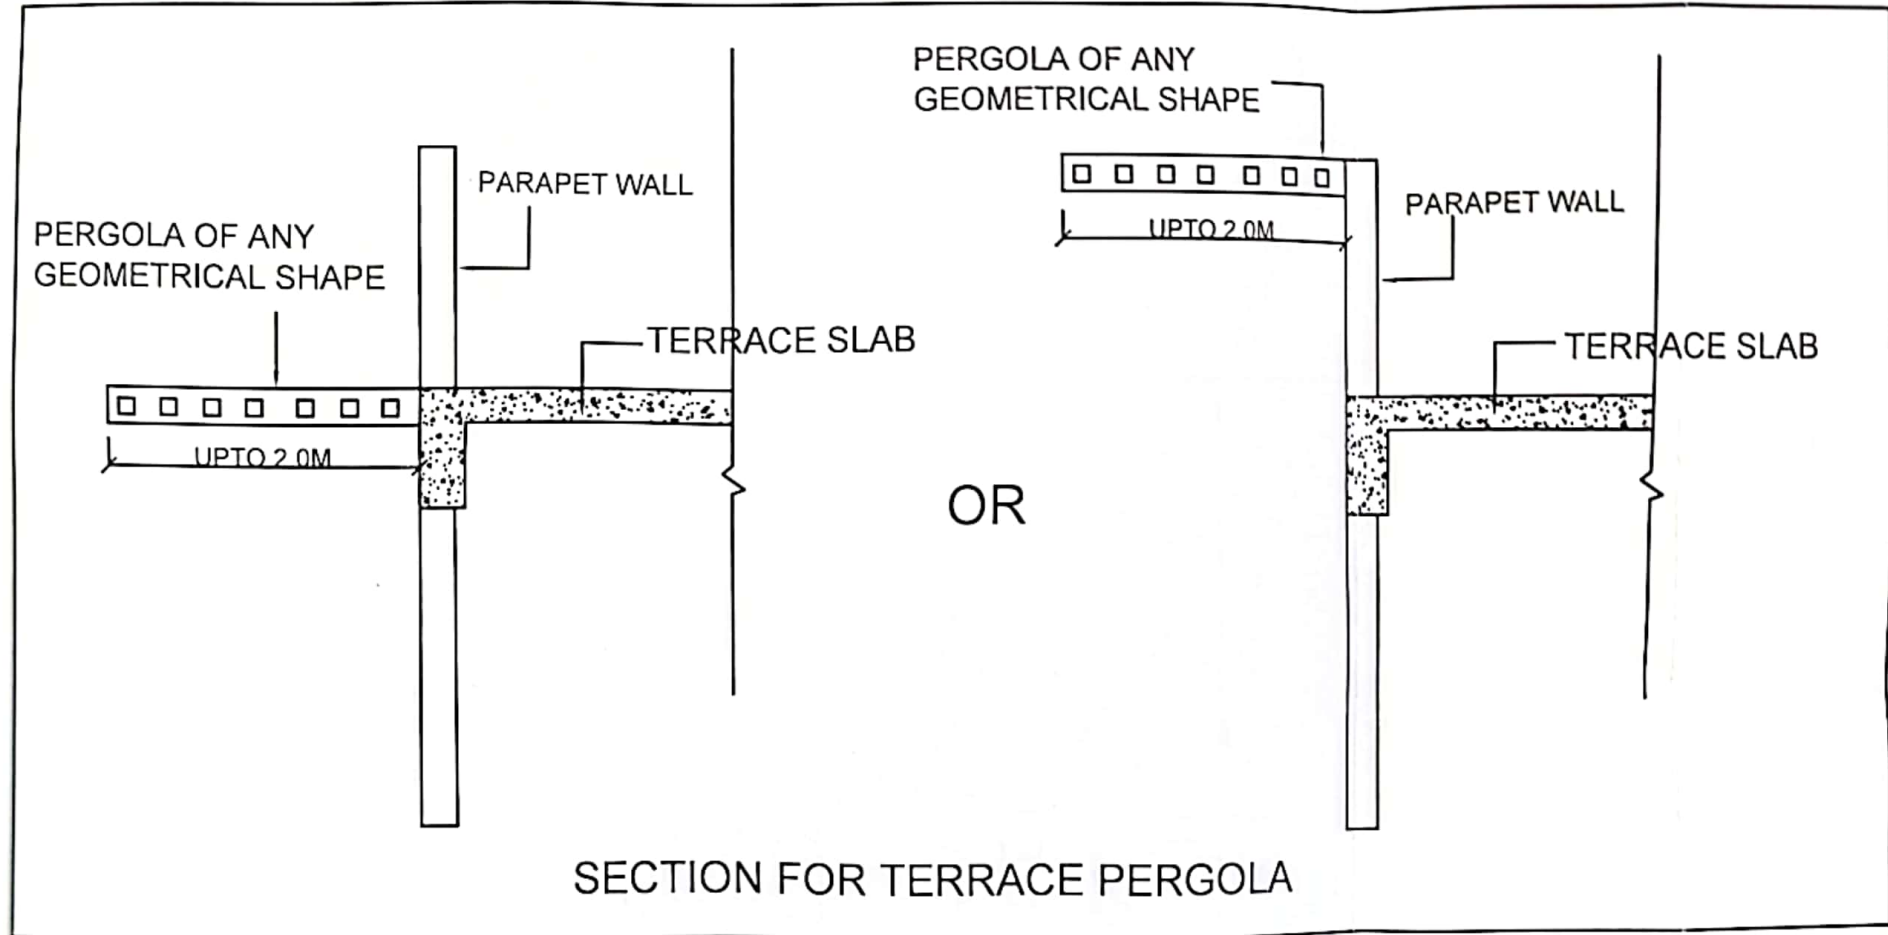 PERGOLA OF ANY
GEOMETRICAL SHAPE
PARAPET WALL
TERRACE SLAB
UPTO 2.0M
OR
PERGOLA OF ANY
GEOMETRICAL SHAPE
UPTO 2.0M
PARAPET WALL
TERRACE SLAB
SECTION FOR TERRACE PERGOLA